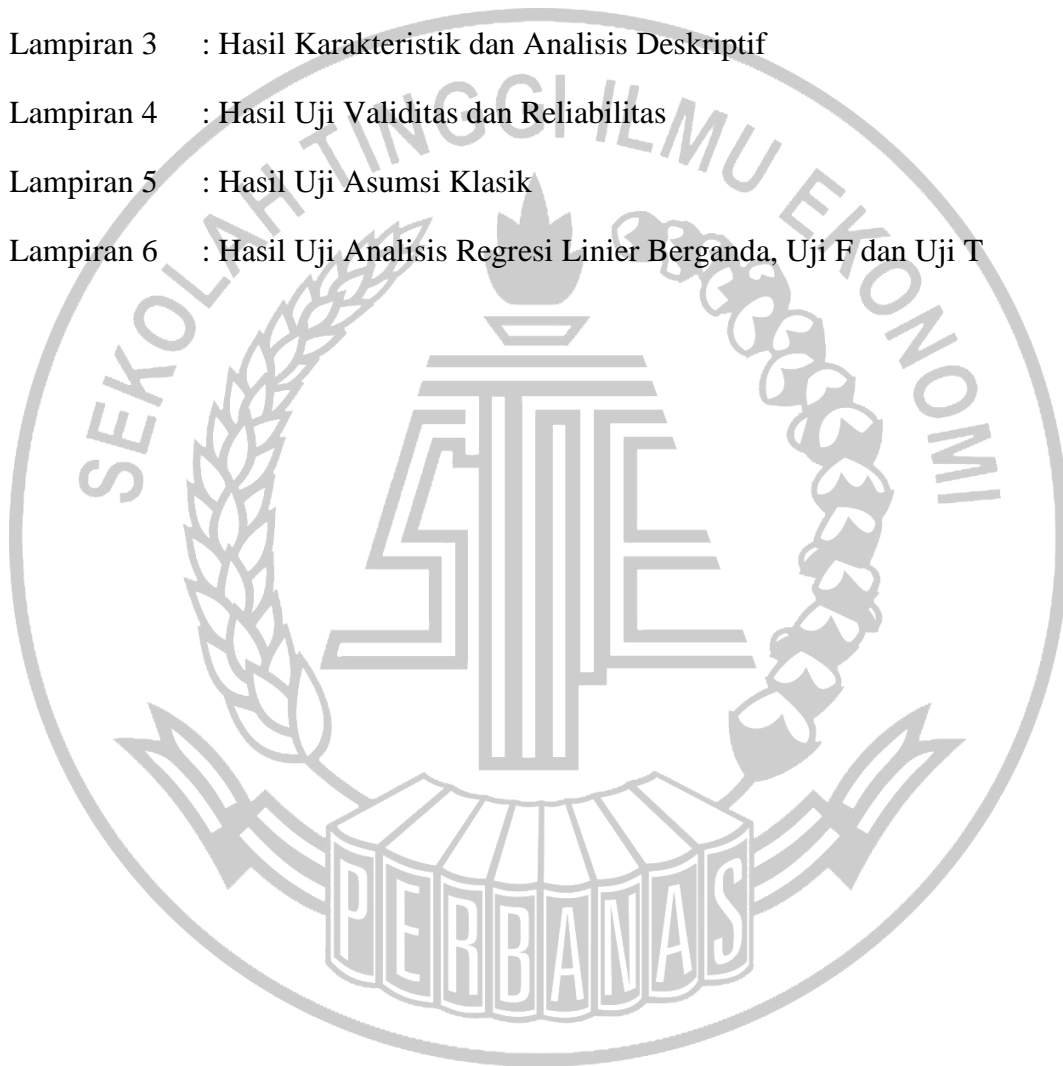 Lampiran 3 : Hasil Karakteristik dan Analisis Deskriptif
Lampiran 4 : Hasil Uji Validitas dan Reliabilitas
Lampiran 5 : Hasil Uji Asumsi Klasik
Lampiran 6 : Hasil Uji Analisis Regresi Linier Berganda, Uji F dan Uji T
SEKOLAH TINGGI ILMU EKONOMI
STIE
PERBANAS